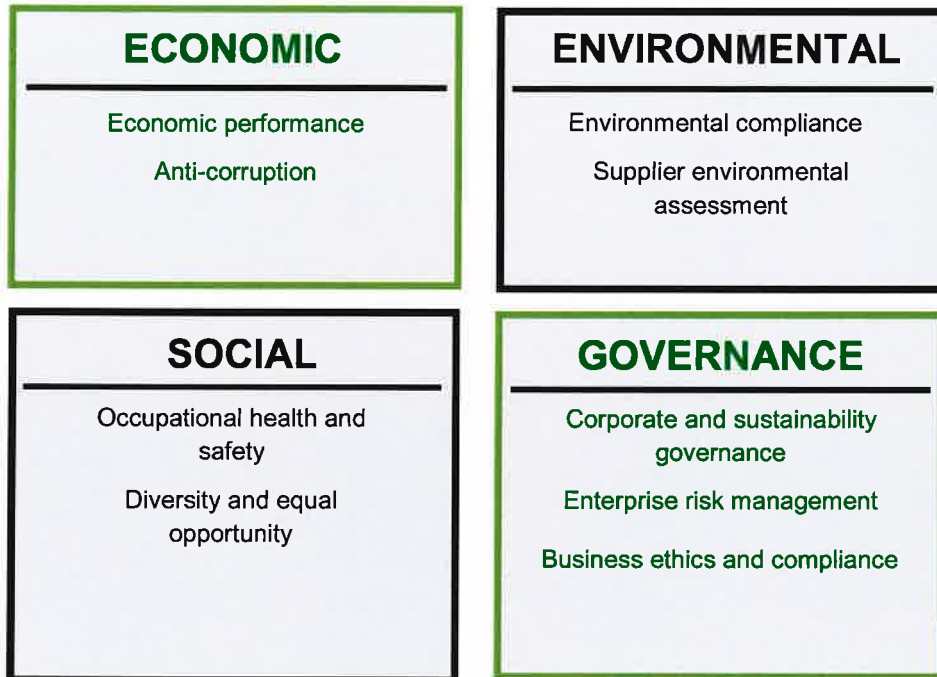 ECONOMIC
Economic performance
Anti-corruption
ENVIRONMENTAL
Environmental compliance
Supplier environmental
assessment
SOCIAL
Occupational health and
safety
Diversity and equal
opportunity
GOVERNANCE
Corporate and sustainability
governance
Enterprise risk management
Business ethics and compliance